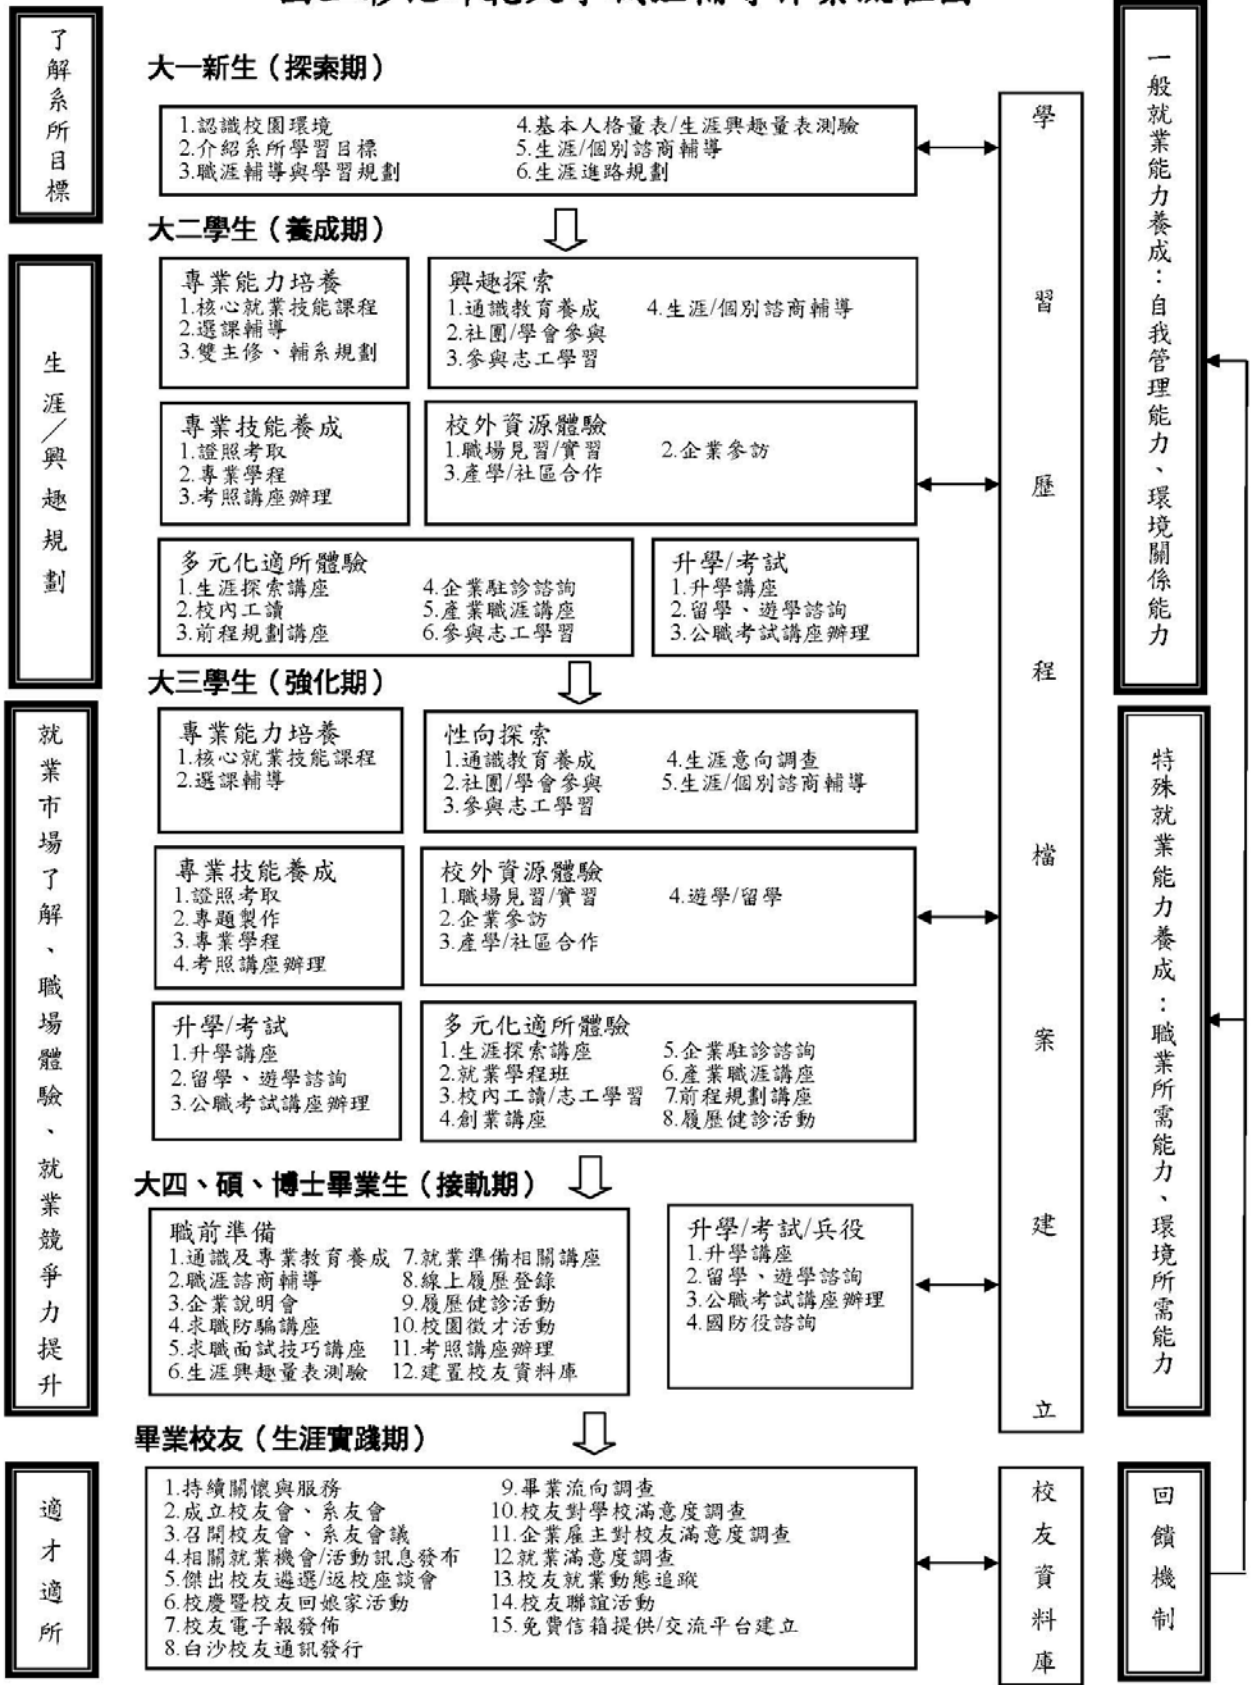 了解系所目標
大一新生（探索期）
1.認識校園環境
2.介紹系所學習目標
3.職涯輔導與學習規劃
4.基本人格量表/生涯興趣量表測驗
5.生涯/個別諮商輔導
6.生涯進路規劃
生涯／興趣規劃
大二學生（養成期）
專業能力培養
1.核心就業技能課程
2.選課輔導
3.雙主修、輔系規劃
興趣探索
1.通識教育養成
2.社團/學會參與
3.參與志工學習
4.生涯/個別諮商輔導
專業技能養成
1.證照考取
2.專業學程
3.考照講座辦理
校外資源體驗
1.職場見習/實習
2.企業參訪
3.產學/社區合作
多元化適所體驗
1.生涯探索講座
2.校內工讀
3.前程規劃講座
4.企業駐診諮詢
5.產業職涯講座
6.參與志工學習
升學/考試
1.升學講座
2.留學、遊學諮詢
3.公職考試講座辦理
就業市場了解、職場體驗、就業競爭力提升
大三學生（強化期）
專業能力培養
1.核心就業技能課程
2.選課輔導
性向探索
1.通識教育養成
2.社團/學會參與
3.參與志工學習
4.生涯意向調查
5.生涯/個別諮商輔導
專業技能養成
1.證照考取
2.專題製作
3.專業學程
4.考照講座辦理
校外資源體驗
1.職場見習/實習
2.企業參訪
3.產學/社區合作
4.遊學/留學
升學/考試
1.升學講座
2.留學、遊學諮詢
3.公職考試講座辦理
多元化適所體驗
1.生涯探索講座
2.就業學程班
3.校內工讀/志工學習
4.創業講座
5.企業駐診諮詢
6.產業職涯講座
7.前程規劃講座
8.履歷健診活動
大四、碩、博士畢業生（接軌期）
職前準備
1.通識及專業教育養成
2.職涯諮商輔導
3.企業說明會
4.求職防騙講座
5.求職面試技巧講座
6.生涯興趣量表測驗
7.就業準備相關講座
8.線上履歷登錄
9.履歷健診活動
10.校園徵才活動
11.考照講座辦理
12.建置校友資料庫
升學/考試/兵役
1.升學講座
2.留學、遊學諮詢
3.公職考試講座辦理
4.國防役諮詢
適才適所
畢業校友（生涯實踐期）
1.持續關懷與服務
2.成立校友會、系友會
3.召開校友會、系友會議
4.相關就業機會/活動訊息發布
5.傑出校友遴選/返校座談會
6.校慶暨校友回娘家活動
7.校友電子報發佈
8.白沙校友通訊發行
9.畢業流向調查
10.校友對學校滿意度調查
11.企業雇主對校友滿意度調查
12.就業滿意度調查
13.校友就業動態追蹤
14.校友聯誼活動
15.免費信箱提供/交流平台建立
學習歷程檔案建立
校友資料庫
一般就業能力養成：自我管理能力、環境關係能力
特殊就業能力養成：職業所需能力、環境所需能力
回饋機制